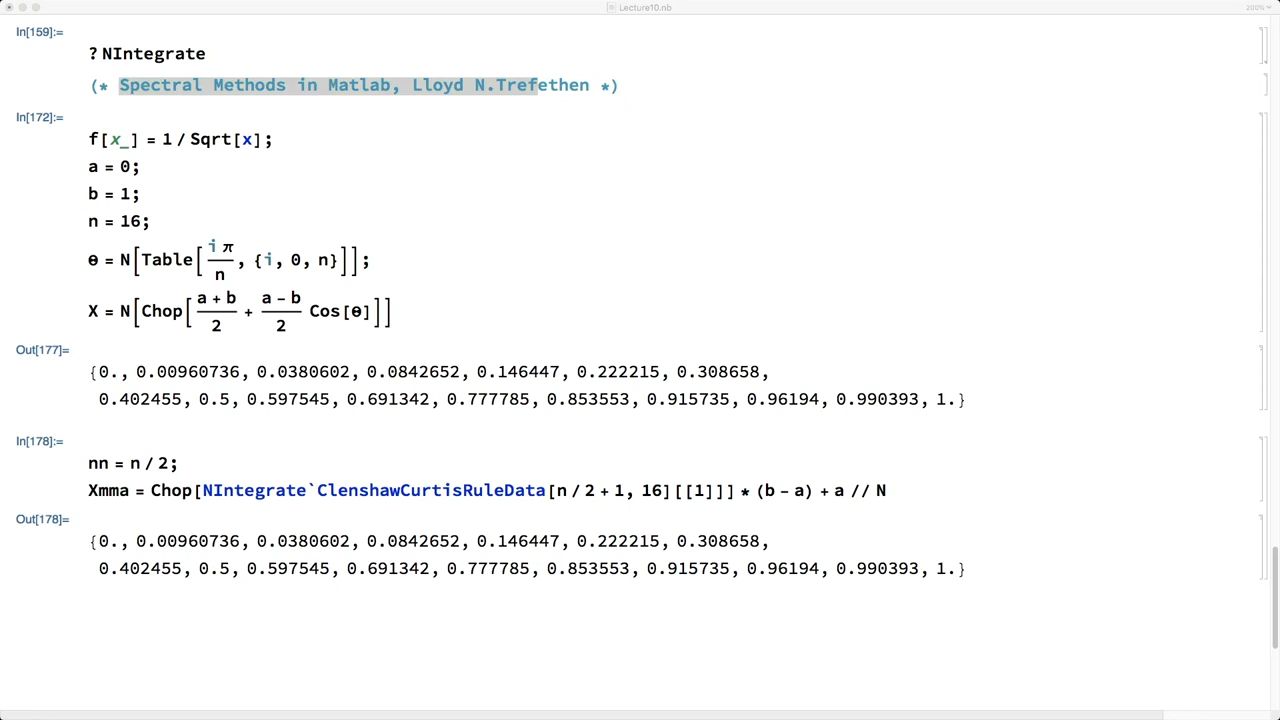 Lecture10.nb
200%
In[159]:=
? NIntegrate
(* Spectral Methods in Matlab, Lloyd N.Trefethen *)
In[172]:=
f[x_] = 1 / Sqrt[x];
a = 0;
b = 1;
n = 16;
θ = N[Table[i π/n, {i, 0, n}]];
X = N[Chop[a + b/2 + a - b/2 Cos[θ]]]
Out[177]=
{0., 0.00960736, 0.0380602, 0.0842652, 0.146447, 0.222215, 0.308658,
0.402455, 0.5, 0.597545, 0.691342, 0.777785, 0.853553, 0.915735, 0.96194, 0.990393, 1.}
In[178]:=
nn = n / 2;
Xmma = Chop[NIntegrate`ClenshawCurtisRuleData[n / 2 + 1, 16][[1]]] * (b - a) + a // N
Out[178]=
{0., 0.00960736, 0.0380602, 0.0842652, 0.146447, 0.222215, 0.308658,
0.402455, 0.5, 0.597545, 0.691342, 0.777785, 0.853553, 0.915735, 0.96194, 0.990393, 1.}